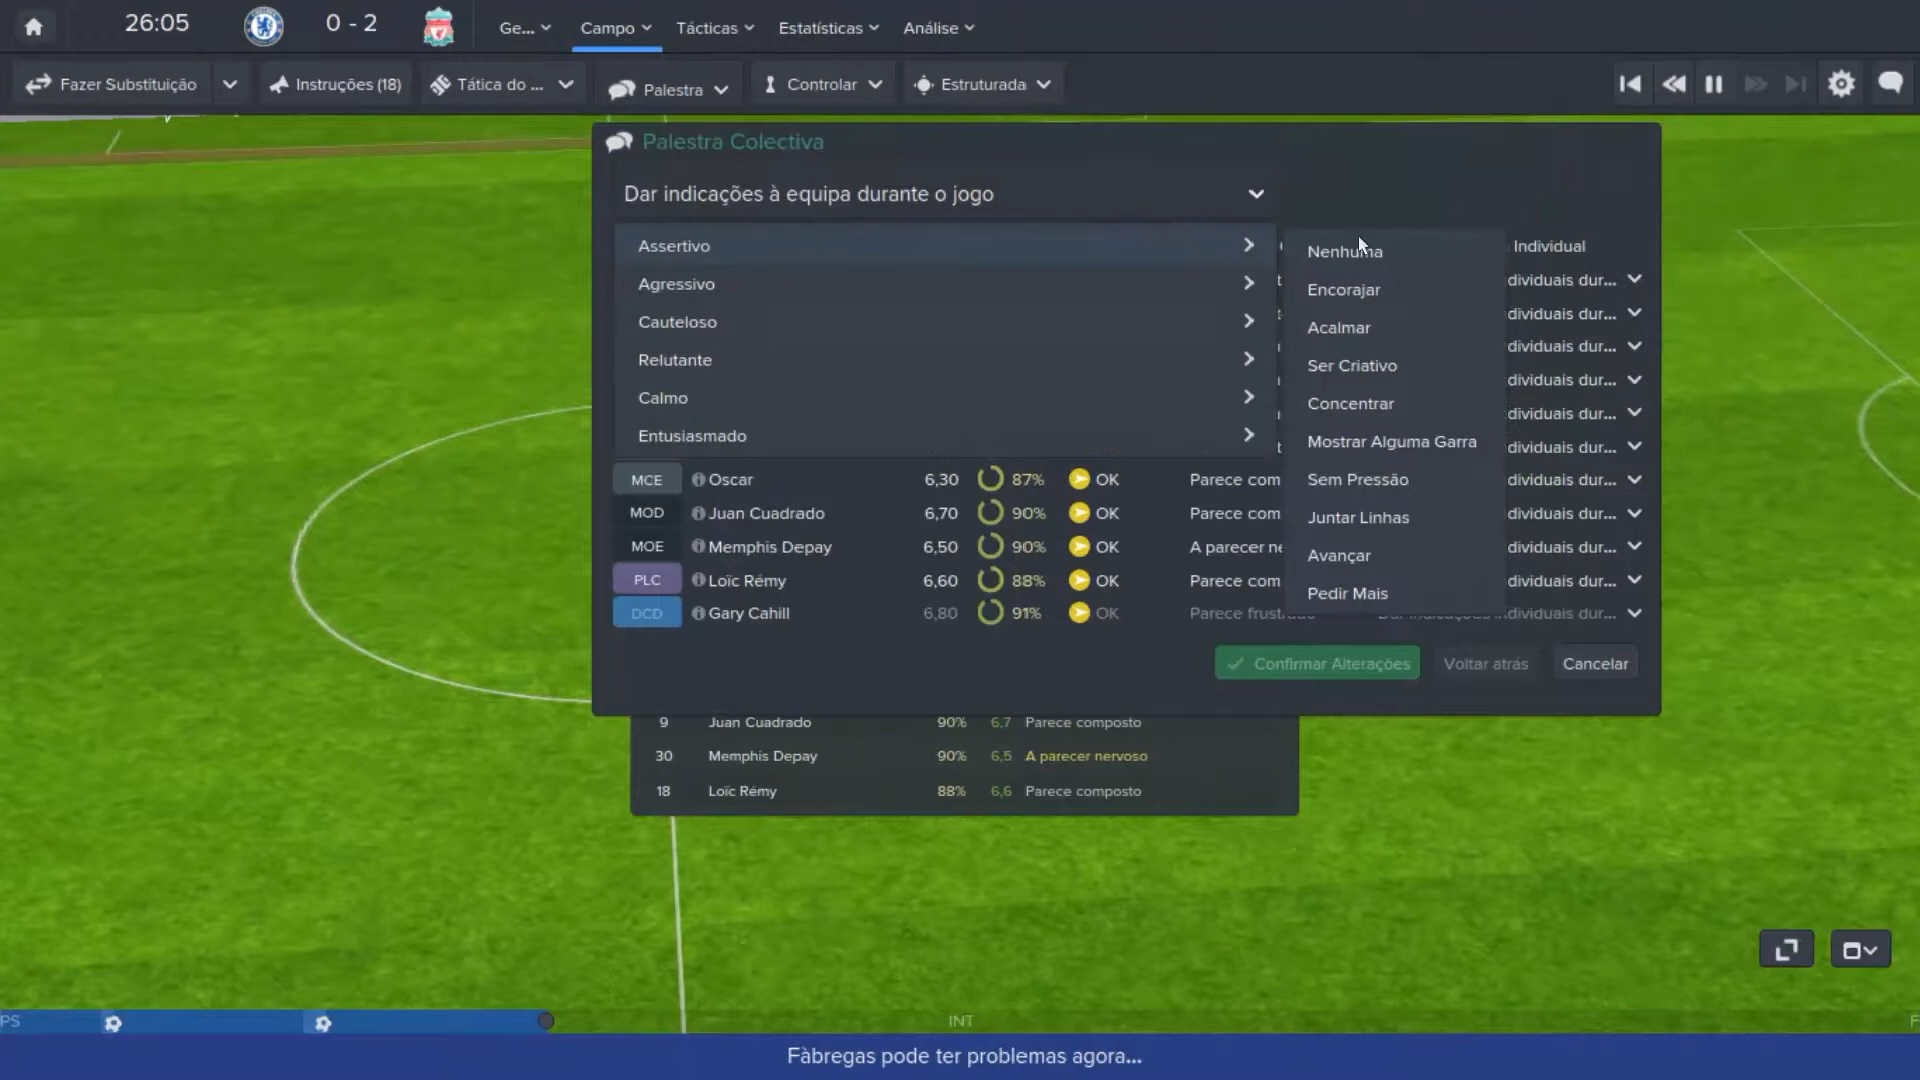 26:05 0 - 2 Ge... Campo Tácticas Estatísticas Análise
Fazer Substituição Instruções (18) Tática do ... Palestra Controlar Estruturada
Palestra Colectiva
Dar indicações à equipa durante o jogo
Assertivo Nenhuma Individual
Agressivo Encorajar dividuais dur...
Cauteloso Acalmar dividuais dur...
Relutante Ser Criativo dividuais dur...
Calmo Concentrar dividuais dur...
Entusiasmado Mostrar Alguma Garra dividuais dur...
dividuais dur...
MCE Oscar 6,30 87% OK Parece com Sem Pressão dividuais dur...
MOD Juan Cuadrado 6,70 90% OK Parece com Juntar Linhas dividuais dur...
MOE Memphis Depay 6,50 90% OK A parecer ne Avançar dividuais dur...
PLC Loïc Rémy 6,60 88% OK Parece com Pedir Mais dividuais dur...
DCD Gary Cahill 6,80 91% OK Parece frustrado Dar indicações individuais dur...
Confirmar Alterações Voltar atrás Cancelar
9 Juan Cuadrado 90% 6,7 Parece composto
30 Memphis Depay 90% 6,5 A parecer nervoso
18 Loïc Rémy 88% 6,6 Parece composto
PS INT F
Fàbregas pode ter problemas agora...